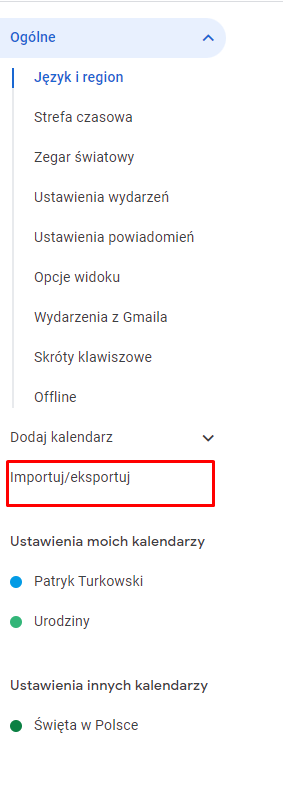 Ogólne
Język i region
Strefa czasowa
Zegar światowy
Ustawienia wydarzeń
Ustawienia powiadomień
Opcje widoku
Wydarzenia z Gmaila
Skróty klawiszowe
Offline
Dodaj kalendarz
Importuj/eksportuj
Ustawienia moich kalendarzy
Patryk Turkowski
Urodziny
Ustawienia innych kalendarzy
Święta w Polsce